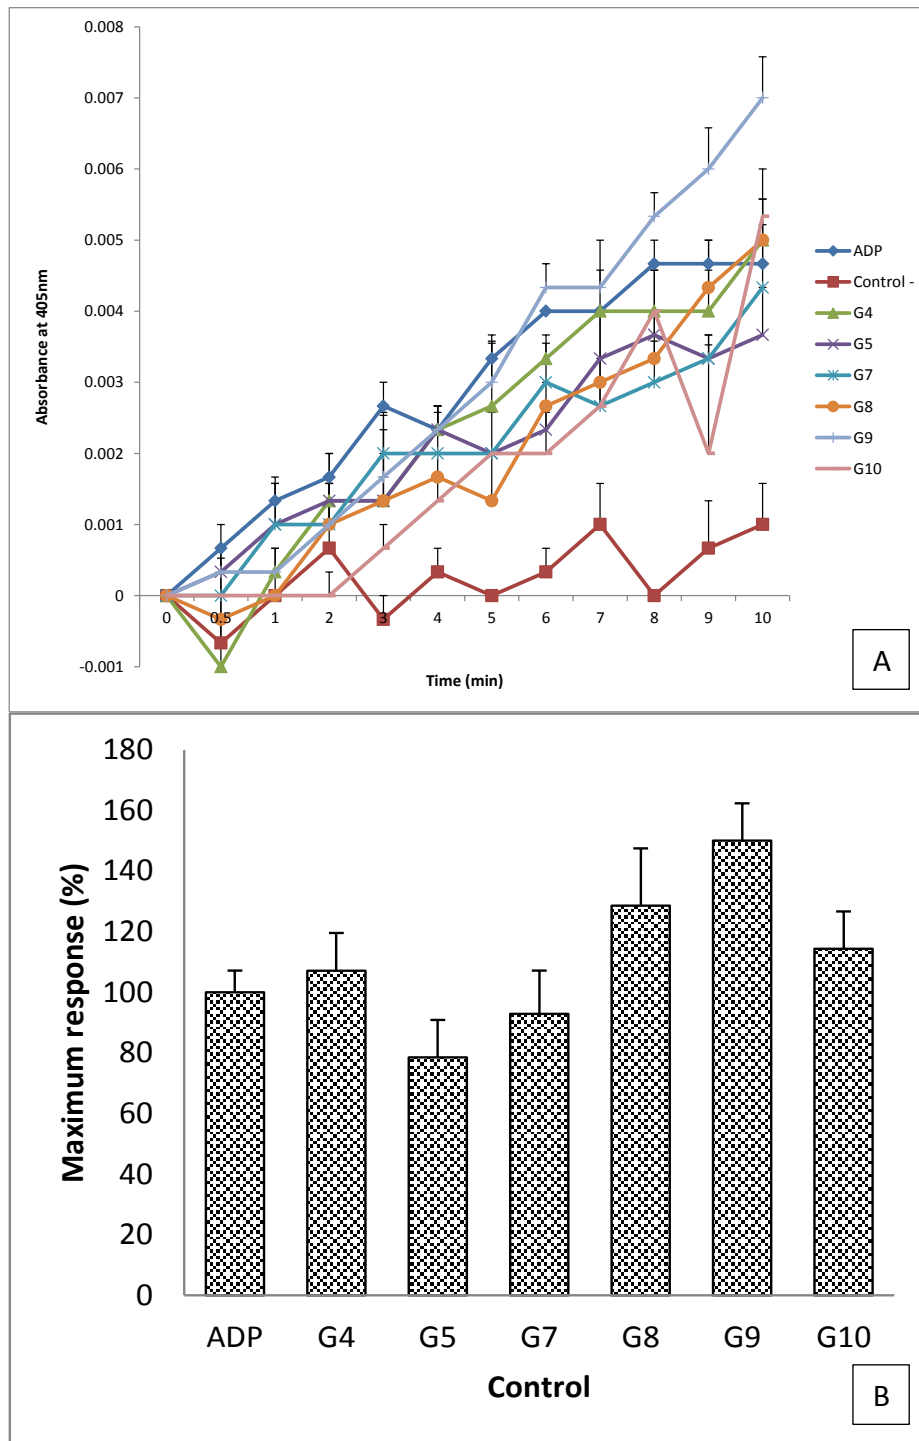 0.008
0.007
0.006
0.005
0.004
0.003
0.002
0.001
0
-0.001
Absorbance at 405nm
0 0.5 1 2 3 4 5 6 7 8 9 10
Time (min)
ADP
Control -
G4
G5
G7
G8
G9
G10
A
180
160
140
120
100
80
60
40
20
0
Maximum response (%)
ADP G4 G5 G7 G8 G9 G10
Control
B